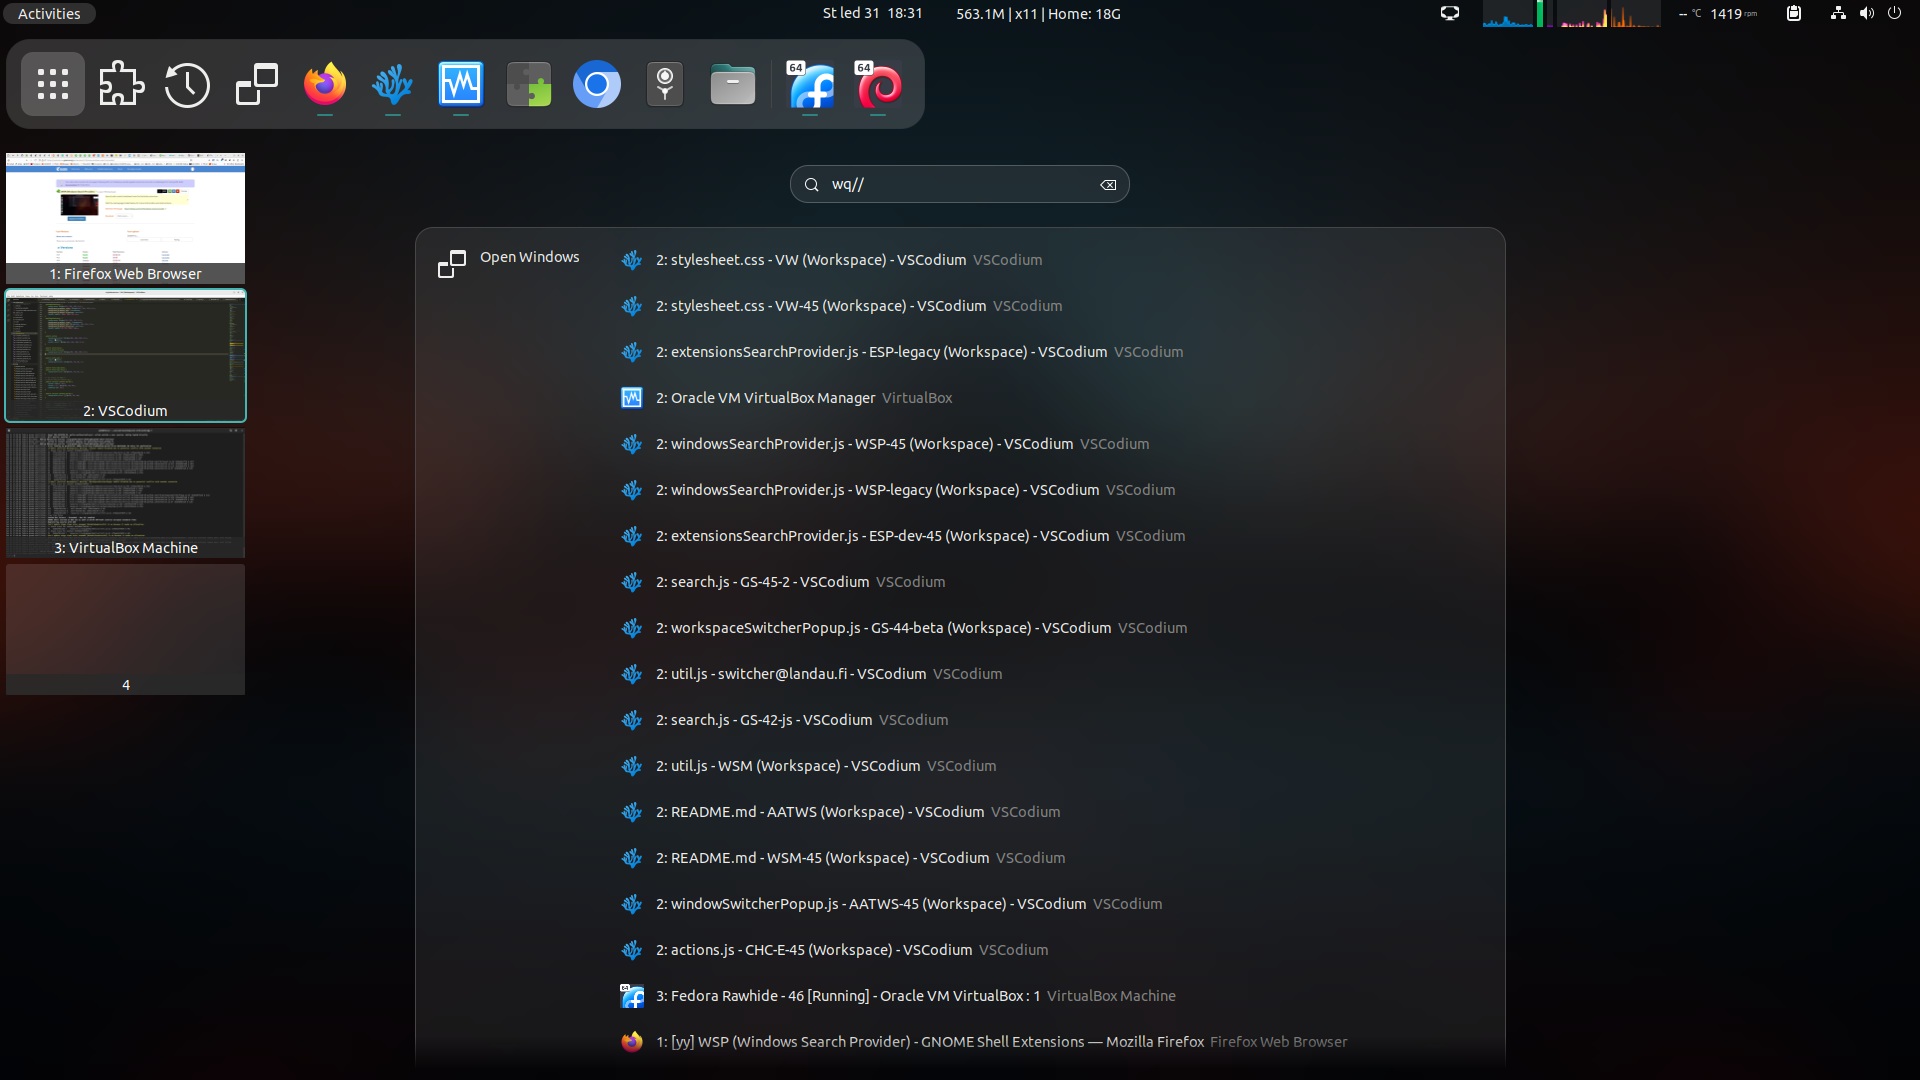 Activities
St led 31 18:31
563.1M | x11 | Home: 18G
-- °C 1419 rpm
64
64
wq//
1: Firefox Web Browser
2: VSCodium
3: VirtualBox Machine
4
Open Windows
2: stylesheet.css - VW (Workspace) - VSCodium VSCodium
2: stylesheet.css - VW-45 (Workspace) - VSCodium VSCodium
2: extensionsSearchProvider.js - ESP-legacy (Workspace) - VSCodium VSCodium
2: Oracle VM VirtualBox Manager VirtualBox
2: windowsSearchProvider.js - WSP-45 (Workspace) - VSCodium VSCodium
2: windowsSearchProvider.js - WSP-legacy (Workspace) - VSCodium VSCodium
2: extensionsSearchProvider.js - ESP-dev-45 (Workspace) - VSCodium VSCodium
2: search.js - GS-45-2 - VSCodium VSCodium
2: workspaceSwitcherPopup.js - GS-44-beta (Workspace) - VSCodium VSCodium
2: util.js - switcher@landau.fi - VSCodium VSCodium
2: search.js - GS-42-js - VSCodium VSCodium
2: util.js - WSM (Workspace) - VSCodium VSCodium
2: README.md - AATWS (Workspace) - VSCodium VSCodium
2: README.md - WSM-45 (Workspace) - VSCodium VSCodium
2: windowSwitcherPopup.js - AATWS-45 (Workspace) - VSCodium VSCodium
2: actions.js - CHC-E-45 (Workspace) - VSCodium VSCodium
64
3: Fedora Rawhide - 46 [Running] - Oracle VM VirtualBox : 1 VirtualBox Machine
1: [yy] WSP (Windows Search Provider) - GNOME Shell Extensions — Mozilla Firefox Firefox Web Browser